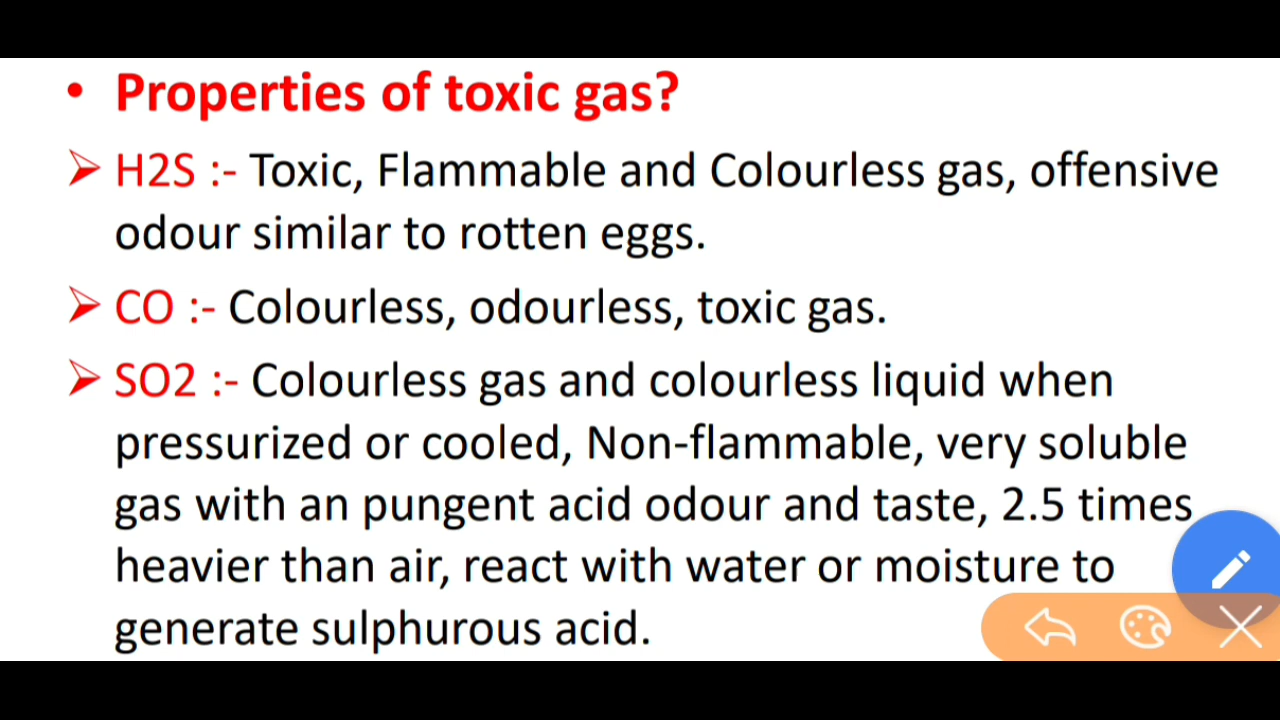 • Properties of toxic gas?
➢ H2S :- Toxic, Flammable and Colourless gas, offensive
odour similar to rotten eggs.
➢ CO :- Colourless, odourless, toxic gas.
➢ SO2 :- Colourless gas and colourless liquid when
pressurized or cooled, Non-flammable, very soluble
gas with an pungent acid odour and taste, 2.5 times
heavier than air, react with water or moisture to
generate sulphurous acid.